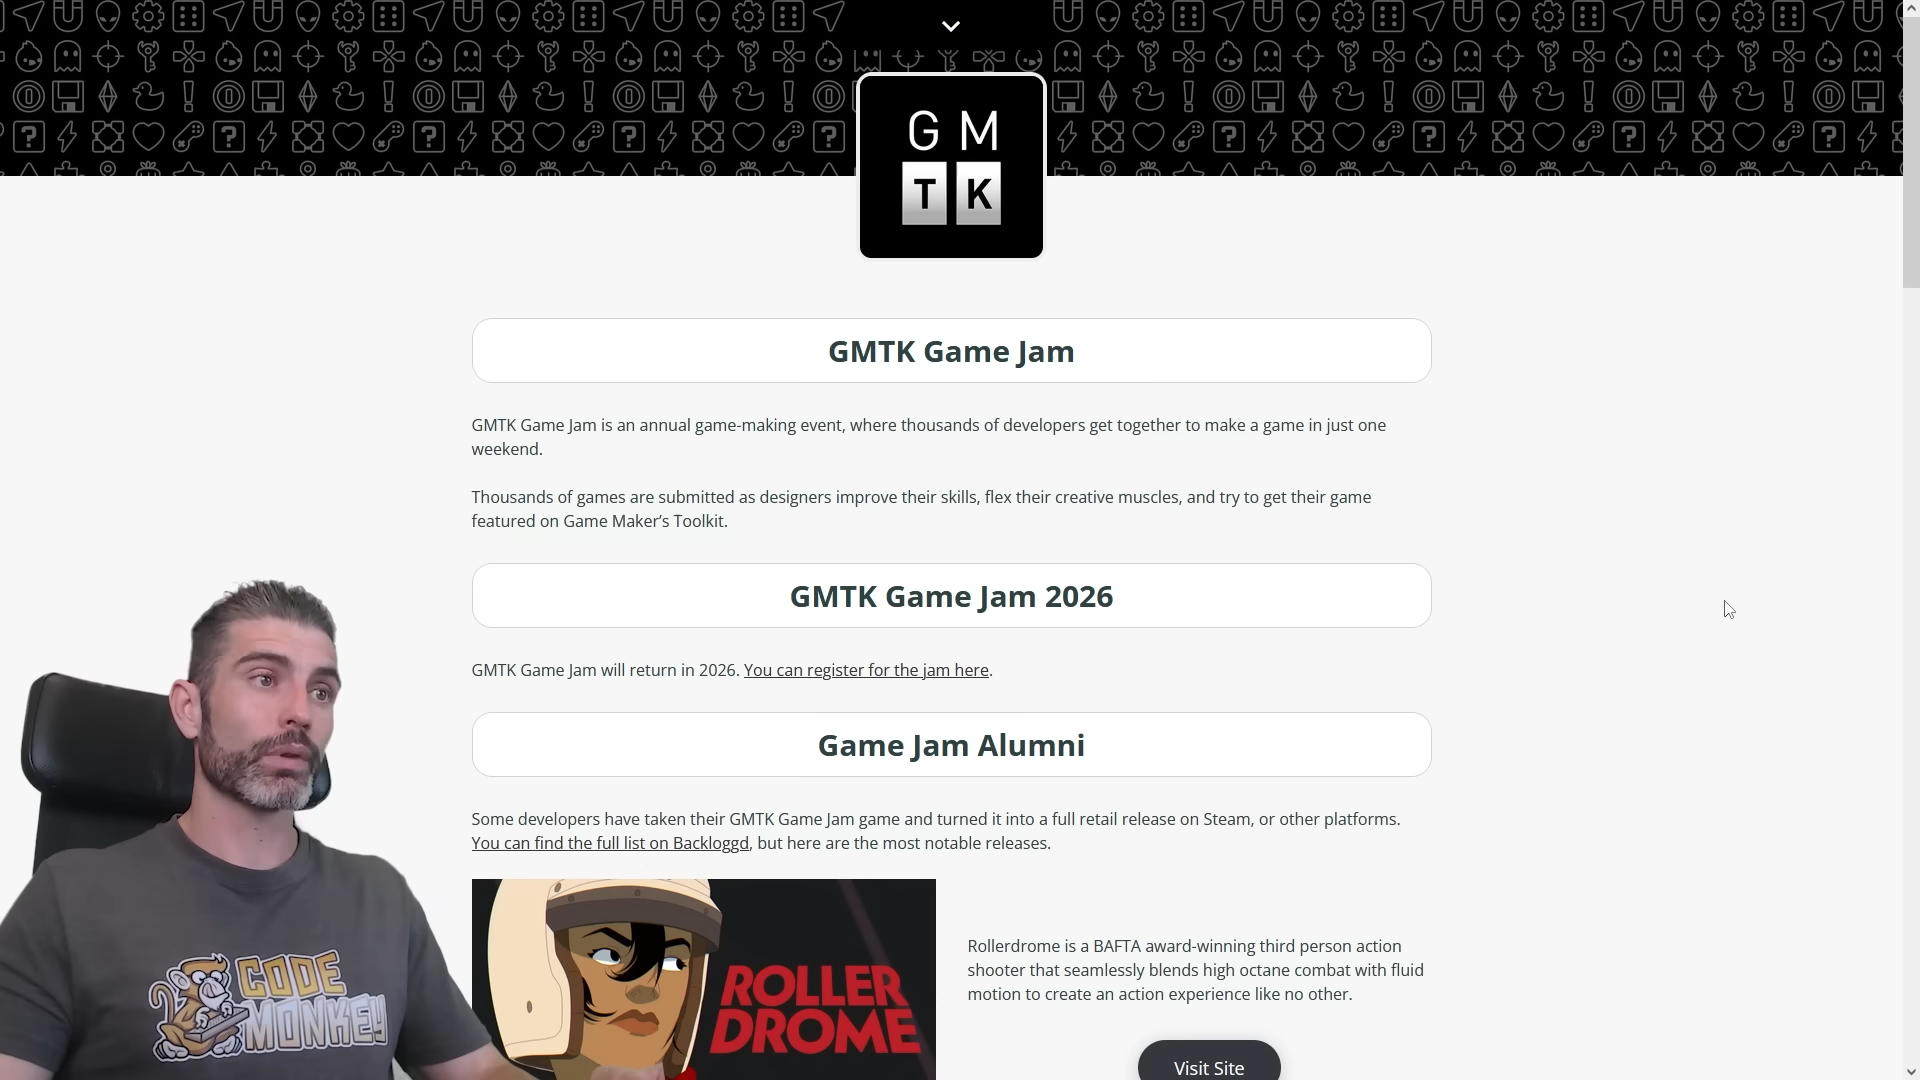 G M
T K
GMTK Game Jam
GMTK Game Jam is an annual game-making event, where thousands of developers get together to make a game in just one
weekend.
Thousands of games are submitted as designers improve their skills, flex their creative muscles, and try to get their game
featured on Game Maker’s Toolkit.
GMTK Game Jam 2026
GMTK Game Jam will return in 2026. You can register for the jam here.
Game Jam Alumni
Some developers have taken their GMTK Game Jam game and turned it into a full retail release on Steam, or other platforms.
You can find the full list on Backloggd, but here are the most notable releases.
ROLLER
DROME
Rollerdrome is a BAFTA award-winning third person action
shooter that seamlessly blends high octane combat with fluid
motion to create an action experience like no other.
Visit Site
CODE
MONKEY